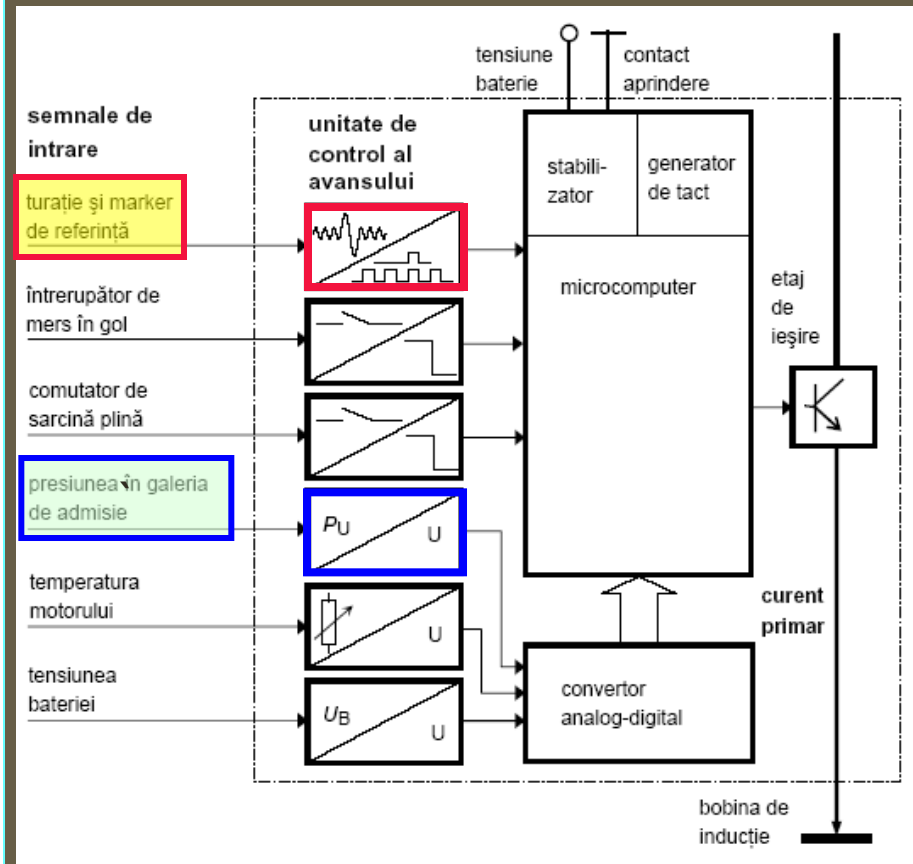 tensiune
baterie
contact
aprindere
semnale de
intrare
unitate de
control al
avansului
stabili-
zator
generator
de tact
turație şi marker
de referință
microcomputer
etaj
de
ieşire
întrerupător de
mers în gol
comutator de
sarcină plină
presiunea în galeria
de admisie
PU
U
temperatura
motorului
U
curent
primar
tensiunea
bateriei
UB
U
convertor
analog-digital
bobina de
inducție